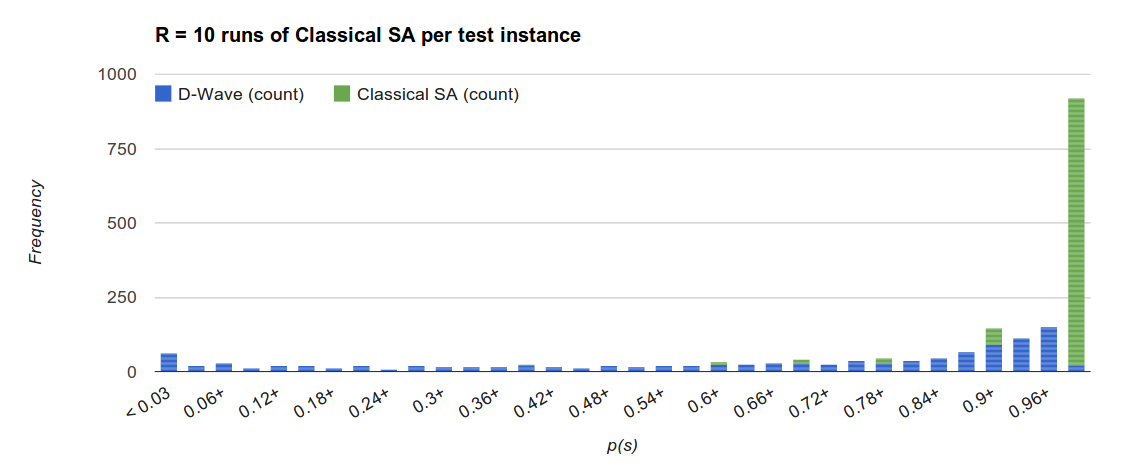 R = 10 runs of Classical SA per test instance
1000
D-Wave (count) Classical SA (count)
750
500
250
0
Frequency
< 0.03 0.06+ 0.12+ 0.18+ 0.24+ 0.3+ 0.36+ 0.42+ 0.48+ 0.54+ 0.6+ 0.66+ 0.72+ 0.78+ 0.84+ 0.9+ 0.96+
p(s)